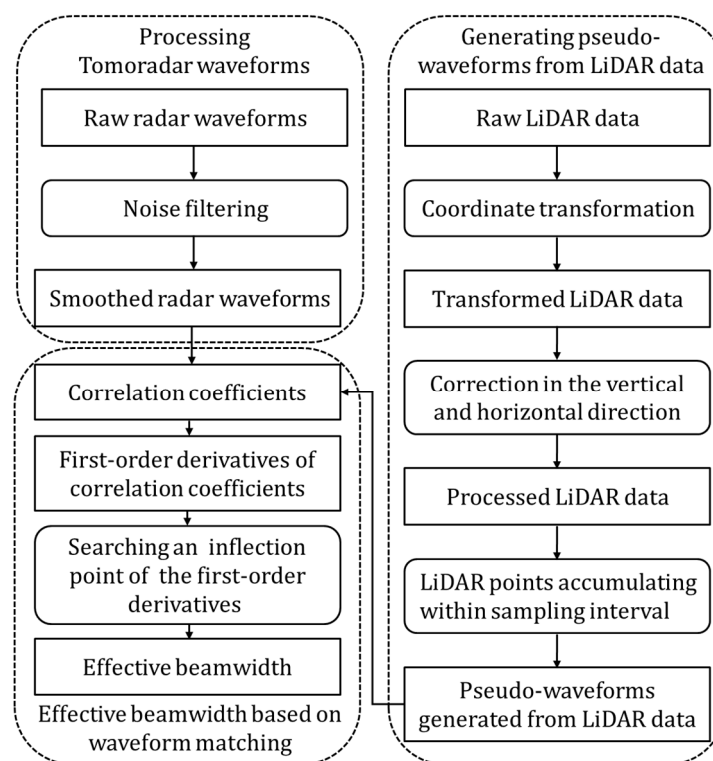 Processing
Tomoradar waveforms
Raw radar waveforms
Noise filtering
Smoothed radar waveforms
Correlation coefficients
First-order derivatives of
correlation coefficients
Searching an inflection
point of the first-order
derivatives
Effective beamwidth
Effective beamwidth based on
waveform matching
Generating pseudo-
waveforms from LiDAR data
Raw LiDAR data
Coordinate transformation
Transformed LiDAR data
Correction in the vertical
and horizontal direction
Processed LiDAR data
LiDAR points accumulating
within sampling interval
Pseudo-waveforms
generated from LiDAR data